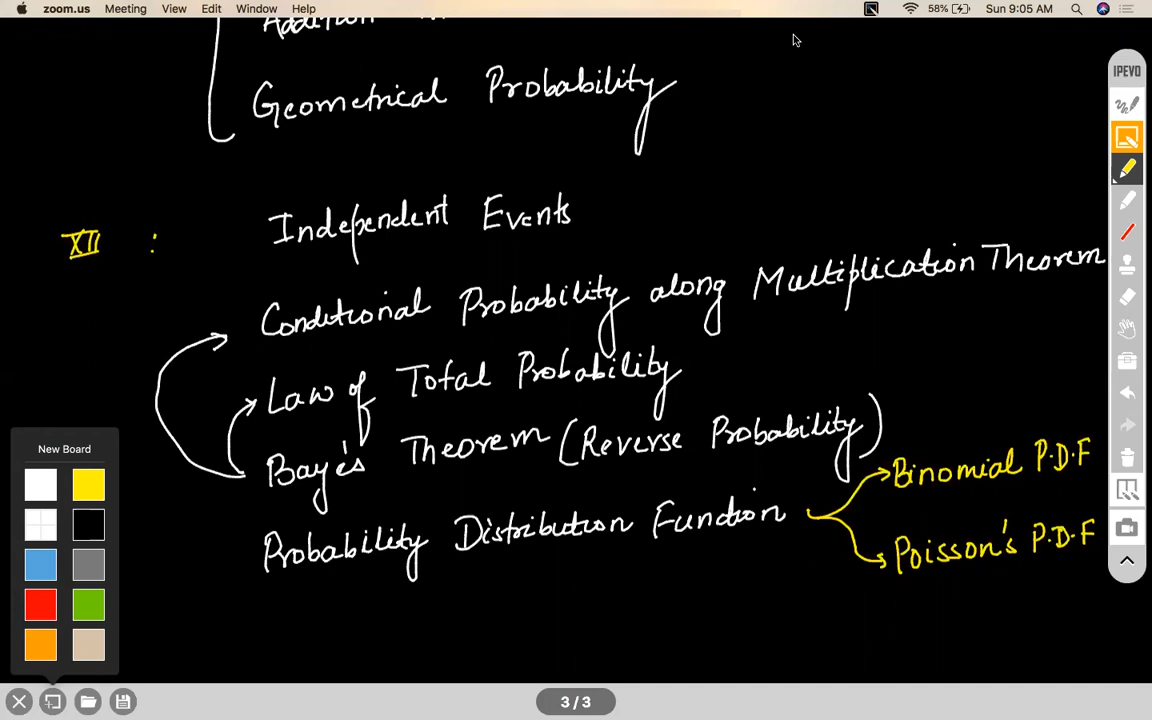 zoom.us Meeting View Edit Window Help 58% Sun 9:05 AM
Addition
Geometrical Probability
IPEVO
XII : Independent Events
Conditional Probability along Multiplication Theorem
Law of Total Probability
Baye's Theorem (Reverse Probability)
Binomial P.D.F
Probability Distribution Function
Poisson's P.D.F
New Board
3/3